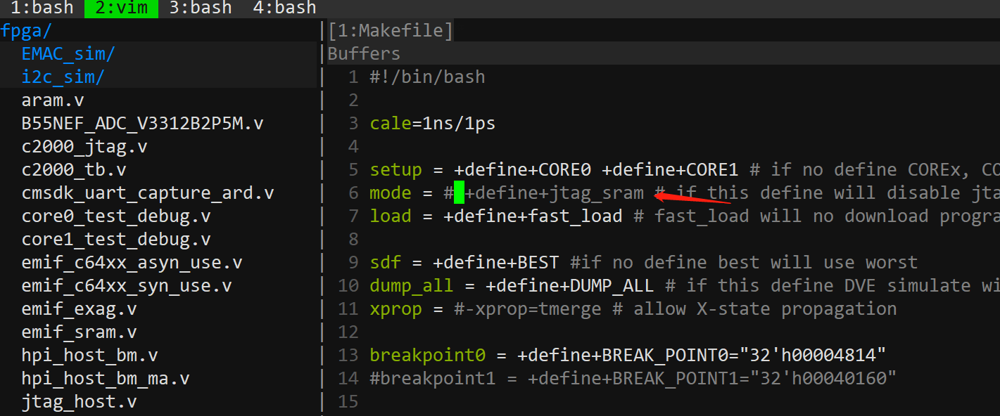 1:bash 2:vim 3:bash 4:bash
fpga/
EMAC_sim/
i2c_sim/
aram.v
B55NEF_ADC_V3312B2P5M.v
c2000_jtag.v
c2000_tb.v
cmsdk_uart_capture_ard.v
core0_test_debug.v
core1_test_debug.v
emif_c64xx_asyn_use.v
emif_c64xx_syn_use.v
emif_exag.v
emif_sram.v
hpi_host_bm.v
hpi_host_bm_ma.v
jtag_host.v
[1:Makefile]
Buffers
1 #!/bin/bash
2
3 cale=1ns/1ps
4
5 setup = +define+CORE0 +define+CORE1 # if no define COREx, CO
6 mode = # +define+jtag_sram # if this define will disable jta
7 load = +define+fast_load # fast_load will no download progra
8
9 sdf = +define+BEST #if no define best will use worst
10 dump_all = +define+DUMP_ALL # if this define DVE simulate wi
11 xprop = #-xprop=tmerge # allow X-state propagation
12
13 breakpoint0 = +define+BREAK_POINT0="32'h00004814"
14 #breakpoint1 = +define+BREAK_POINT1="32'h00040160"
15